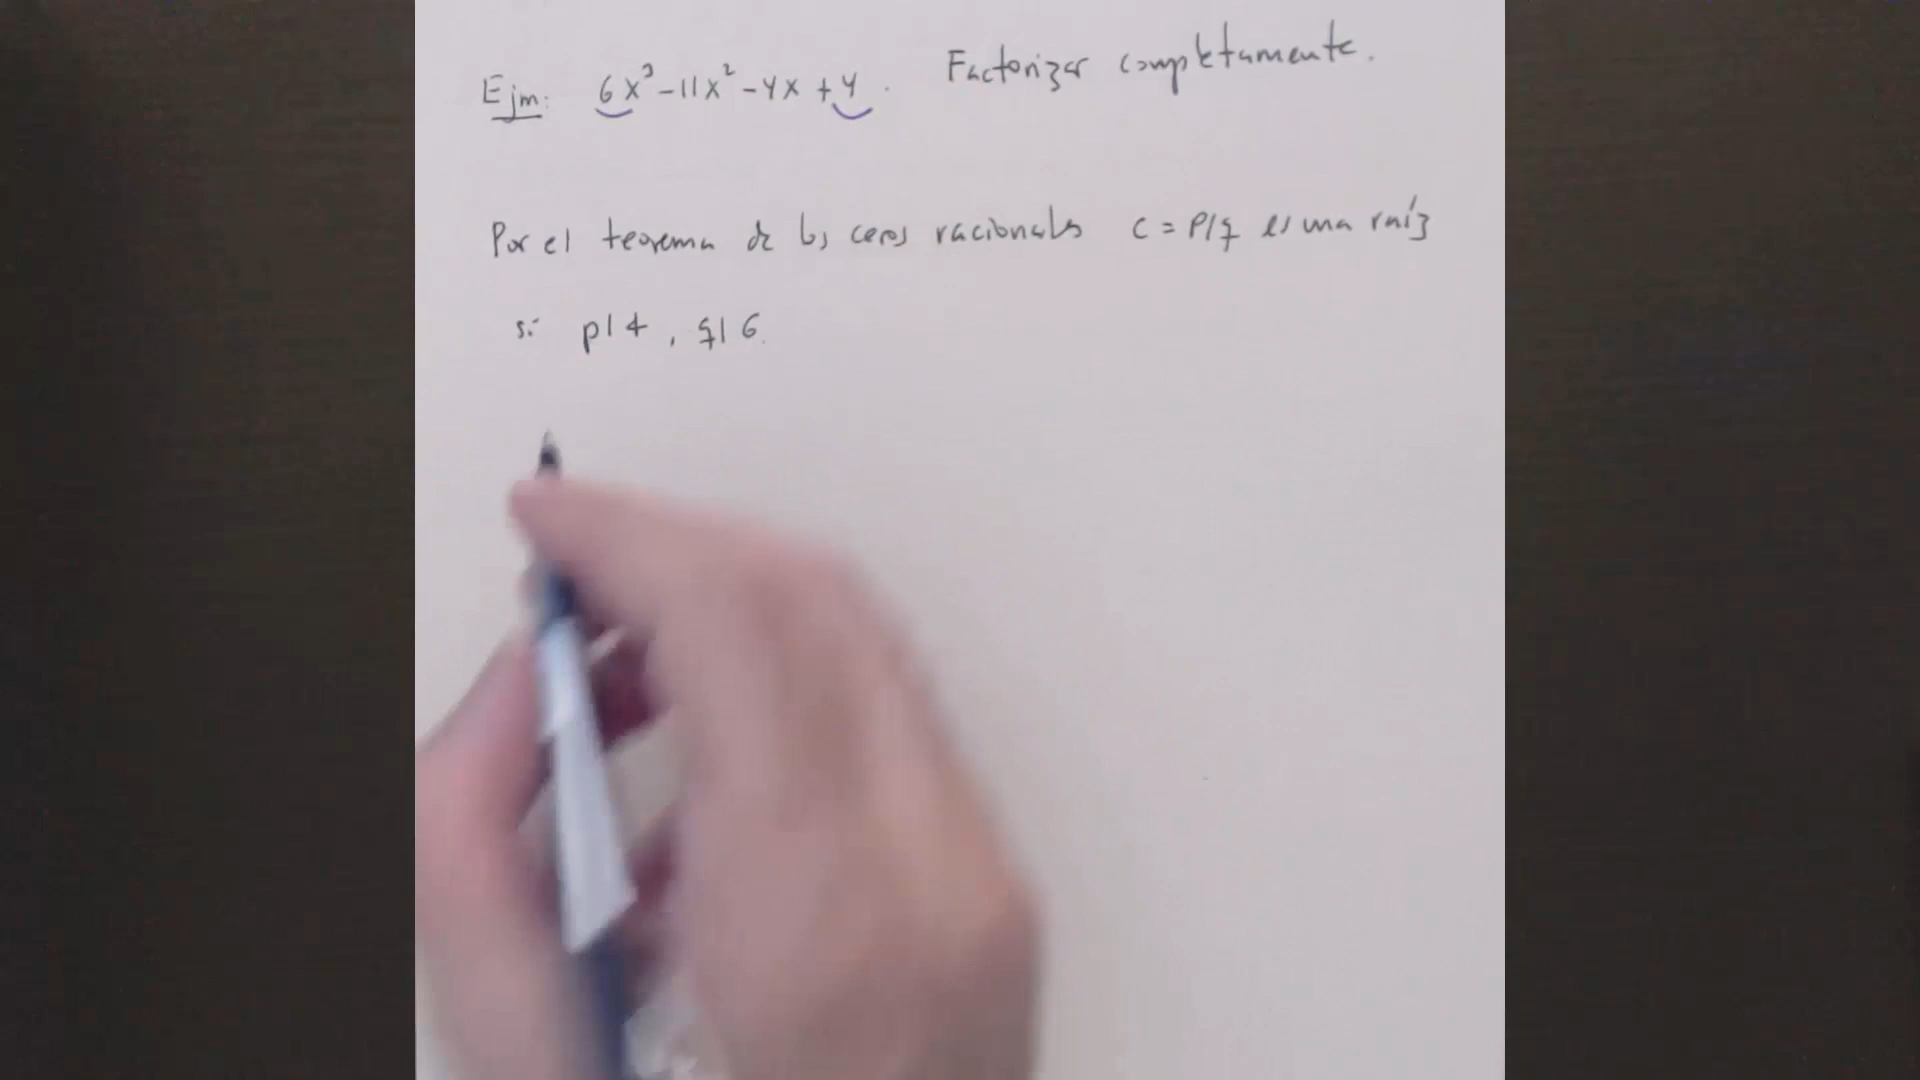 Ejm: 6x³ - 11x² - 4x + 4. Factorizar completamente.
Por el teorema de los ceros racionales c = p/q es una raíz
si p|4, q|6.